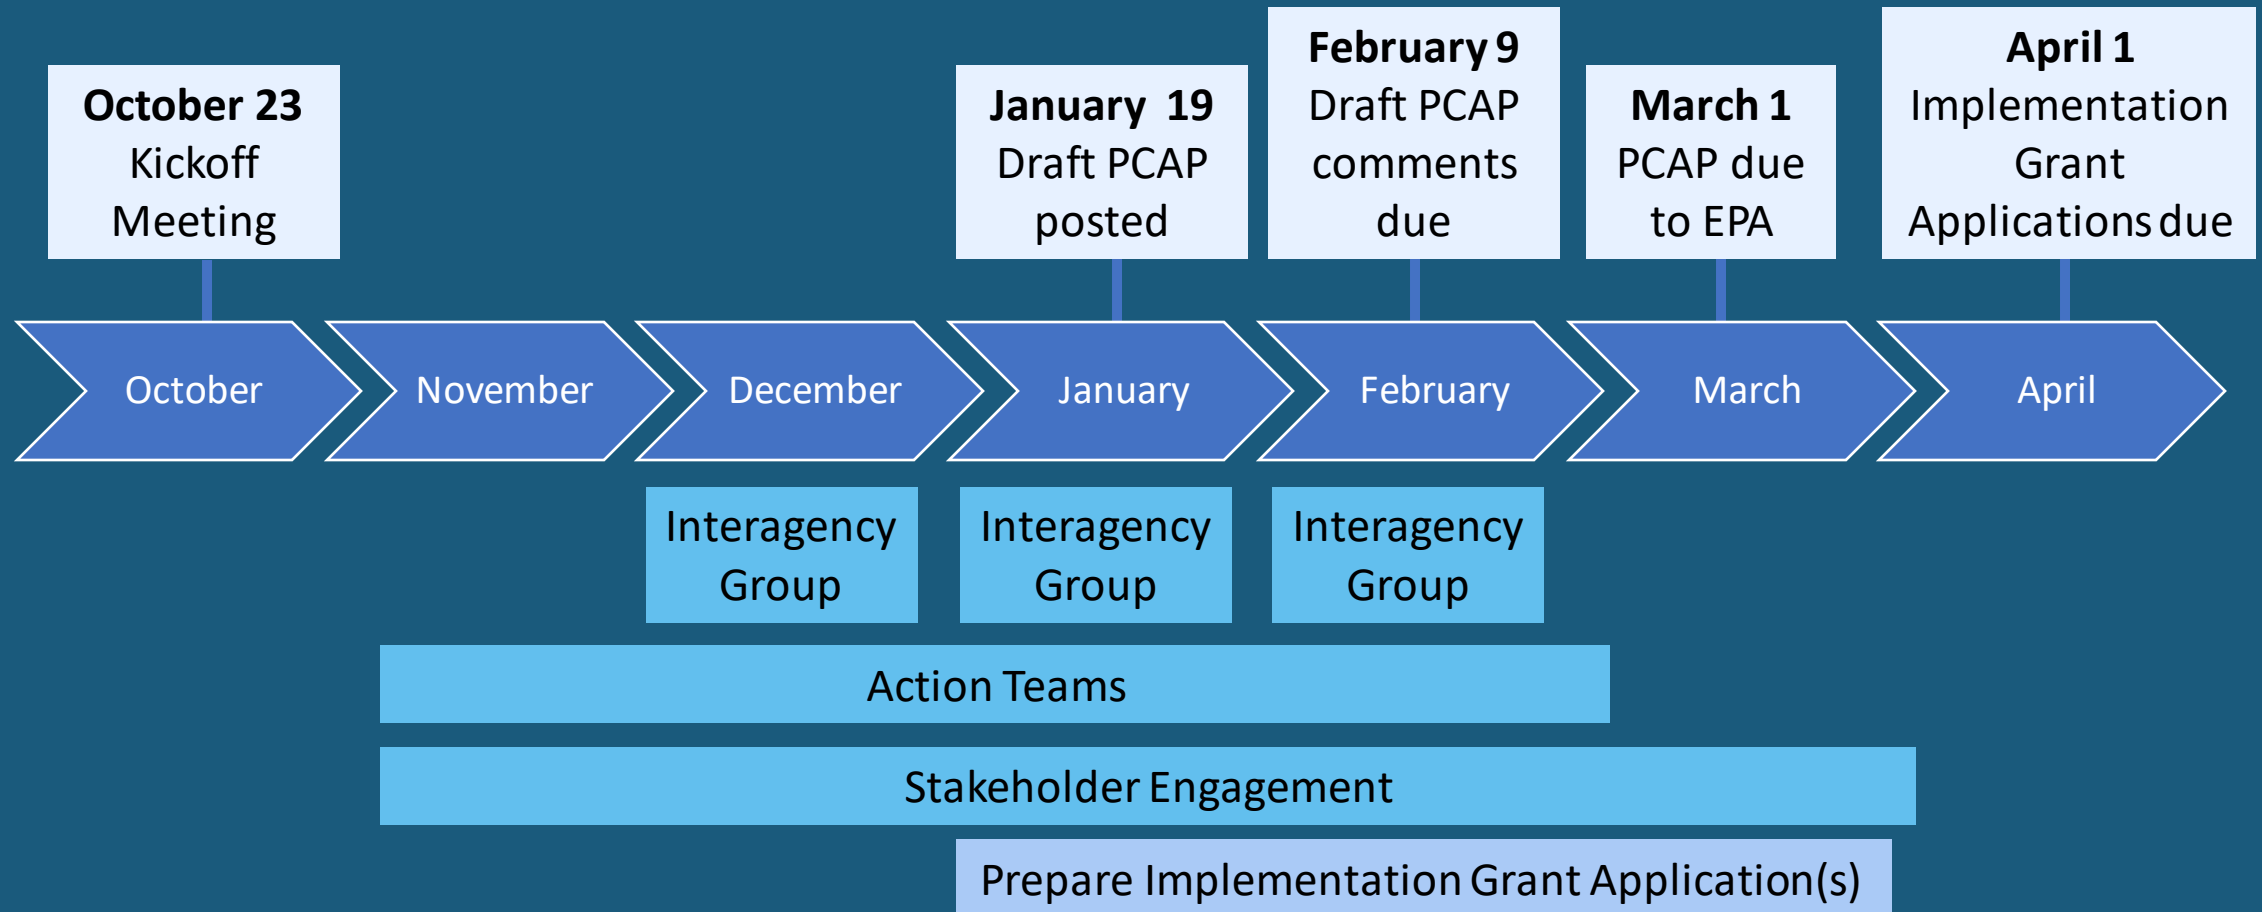 October 23
Kickoff
Meeting
January 19
Draft PCAP
posted
February 9
Draft PCAP
comments
due
March 1
PCAP due
to EPA
April 1
Implementation
Grant
Applications due
October
November
December
January
February
March
April
Interagency
Group
Interagency
Group
Interagency
Group
Action Teams
Stakeholder Engagement
Prepare Implementation Grant Application(s)